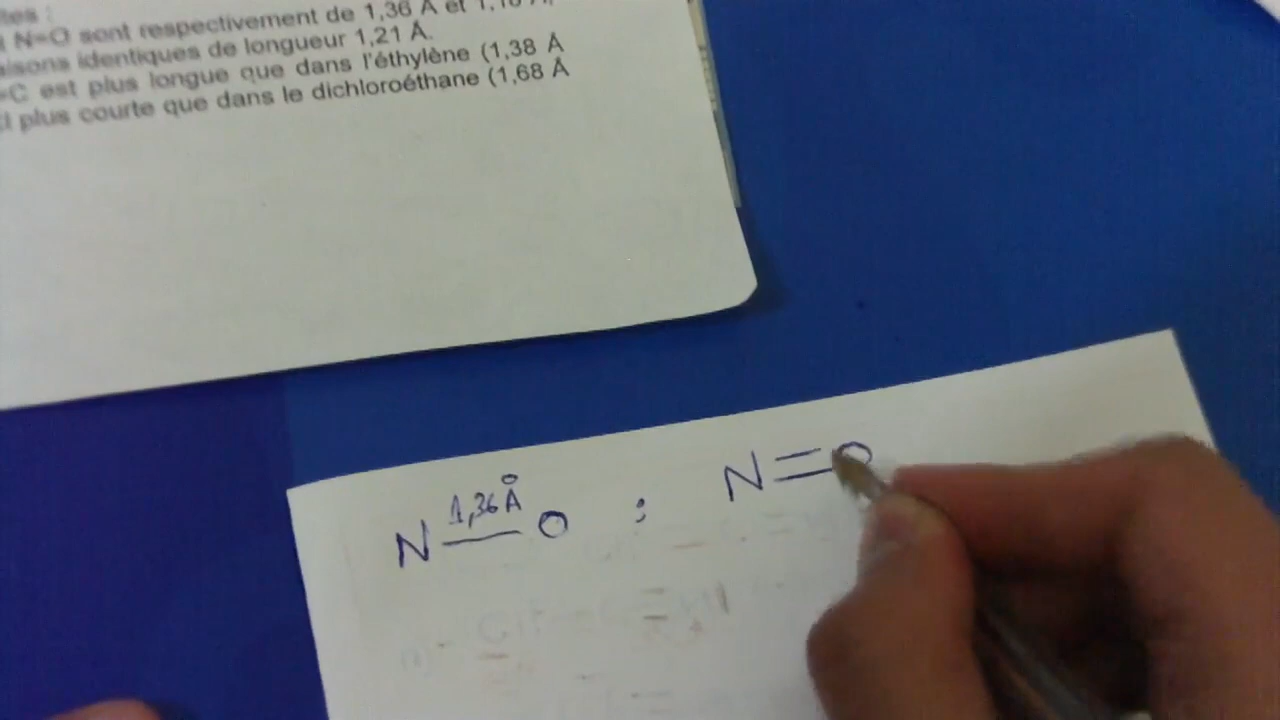 N=O sont respectivement de 1,36 Å et
identiques de longueur 1,21 Å.
=C est plus longue que dans l'éthylène (1,38 Å
plus courte que dans le dichloroéthane (1,68 Å
N 1,36 Å O ; N=O